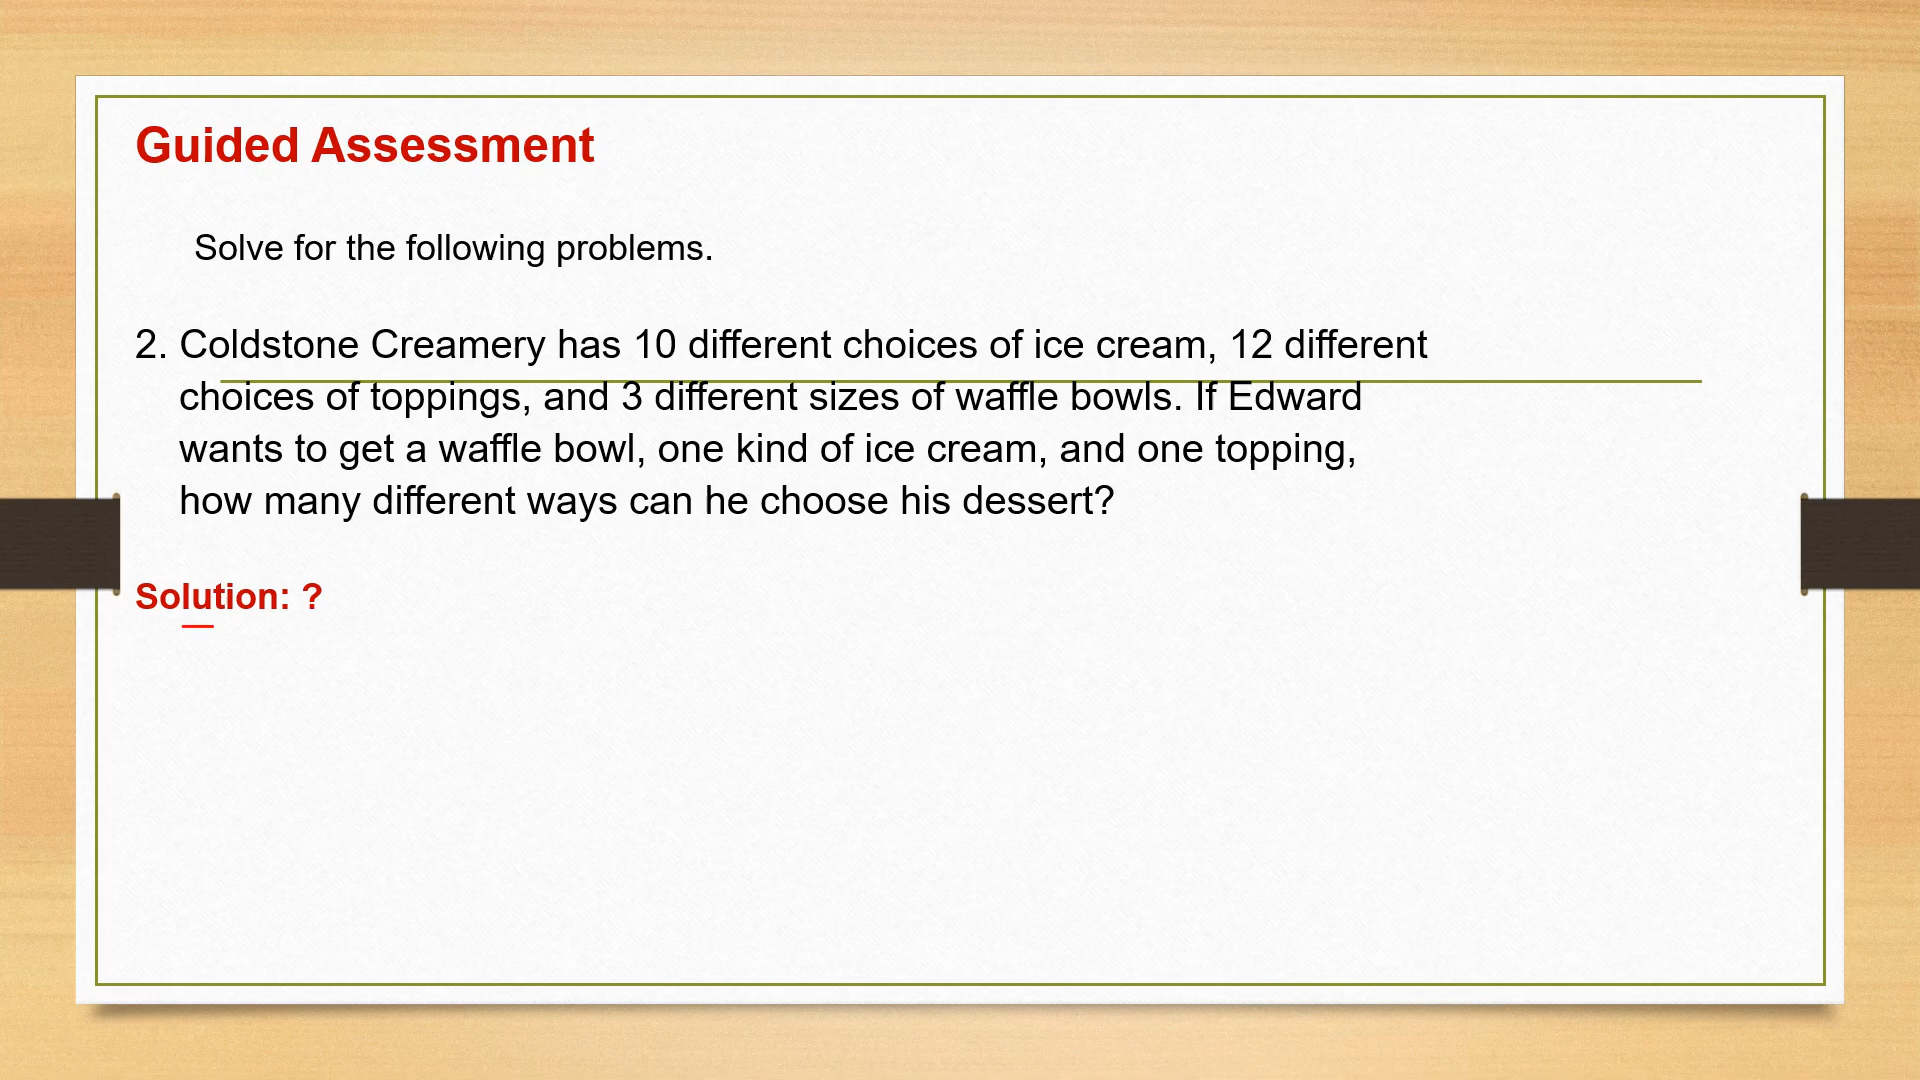 Guided Assessment
Solve for the following problems.
2. Coldstone Creamery has 10 different choices of ice cream, 12 different
choices of toppings, and 3 different sizes of waffle bowls. If Edward
wants to get a waffle bowl, one kind of ice cream, and one topping,
how many different ways can he choose his dessert?
Solution: ?